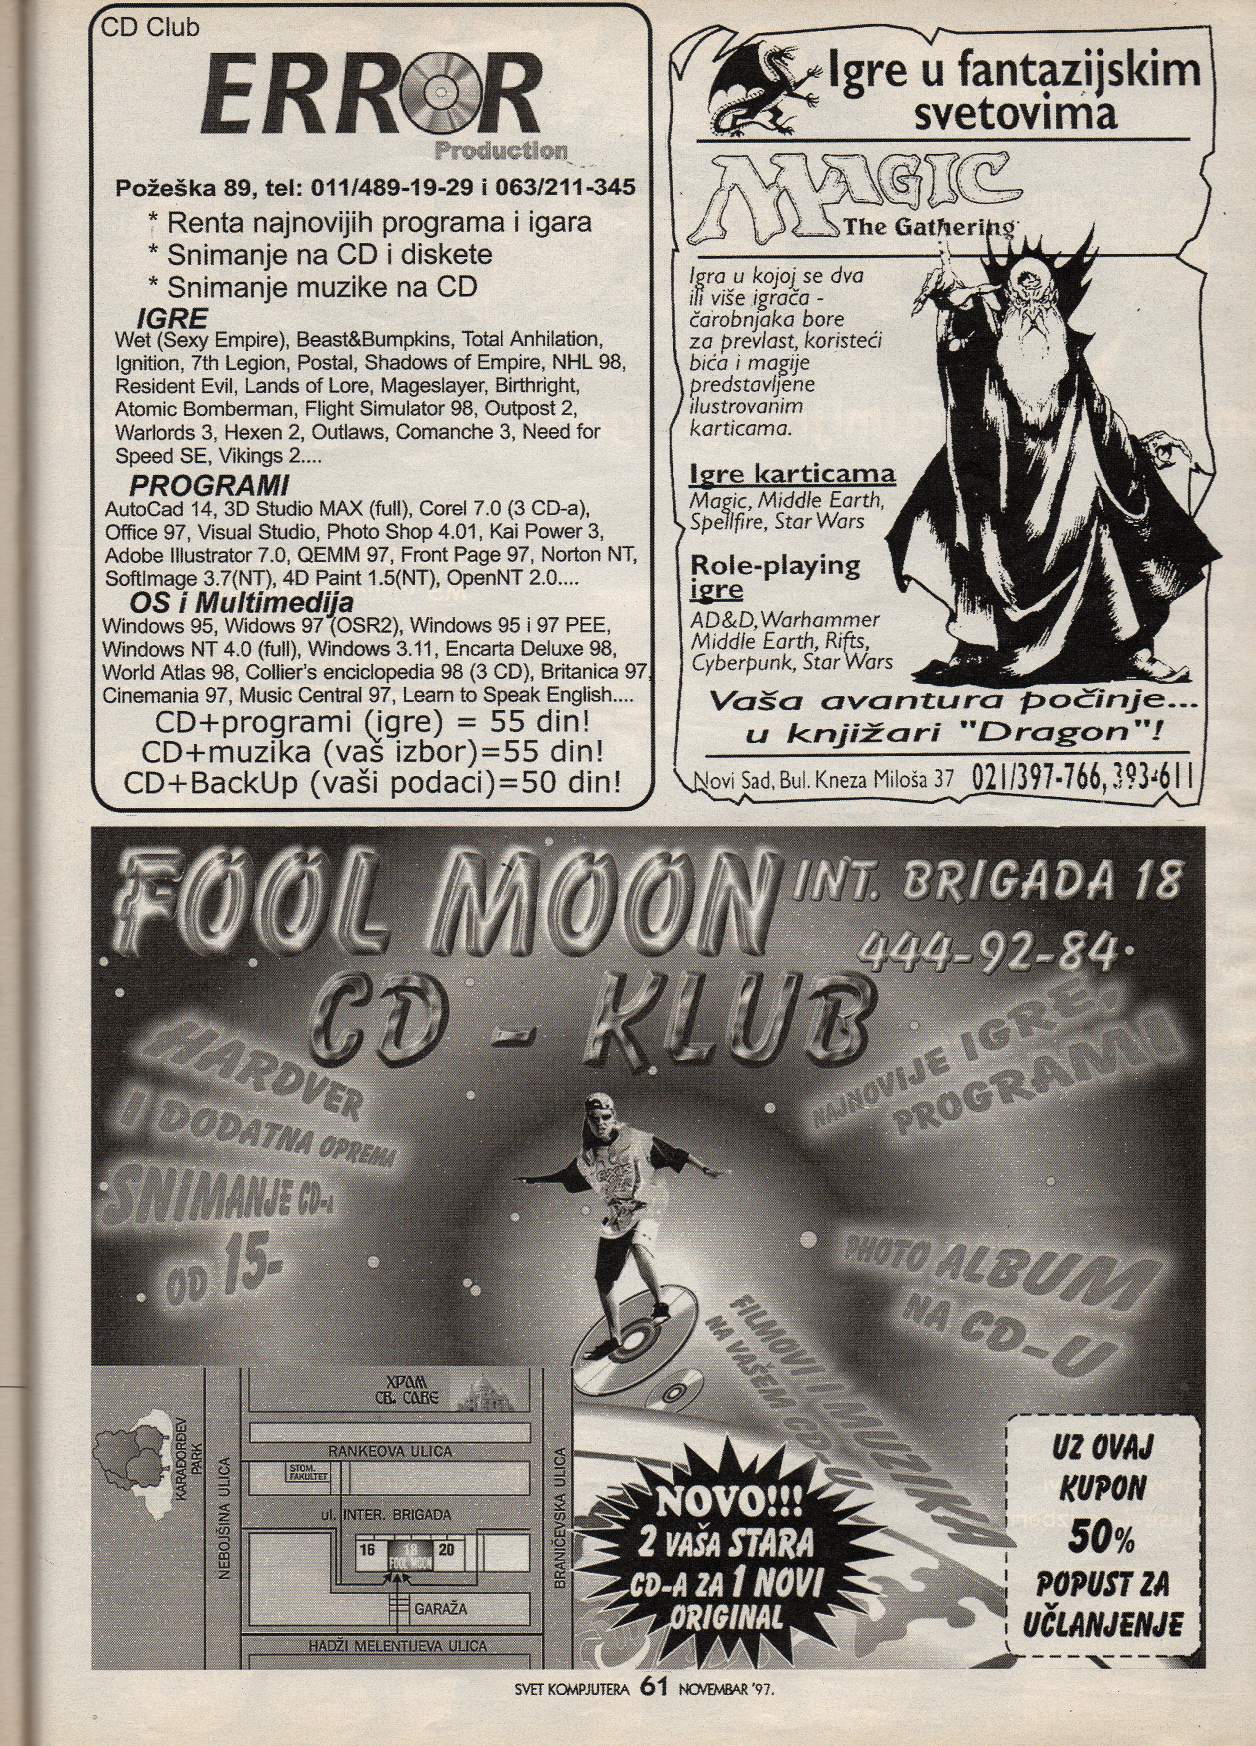 CD Club
ERROR
Production
Požeška 89, tel: 011/489-19-29 i 063/211-345
* Renta najnovijih programa i igara
* Snimanje na CD i diskete
* Snimanje muzike na CD
IGRE
Wet (Sexy Empire), Beast&Bumpkins, Total Anhilation,
Ignition, 7th Legion, Postal, Shadows of Empire, NHL 98,
Resident Evil, Lands of Lore, Mageslayer, Birthright,
Atomic Bomberman, Flight Simulator 98, Outpost 2,
Warlords 3, Hexen 2, Outlaws, Comanche 3, Need for
Speed SE, Vikings 2....
PROGRAMI
AutoCad 14, 3D Studio MAX (full), Corel 7.0 (3 CD-a),
Office 97, Visual Studio, Photo Shop 4.01, Kai Power 3,
Adobe Illustrator 7.0, QEMM 97, Front Page 97, Norton NT,
SoftImage 3.7(NT), 4D Paint 1.5(NT), OpenNT 2.0....
OS i Multimedija
Windows 95, Widows 97 (OSR2), Windows 95 i 97 PEE,
Windows NT 4.0 (full), Windows 3.11, Encarta Deluxe 98,
World Atlas 98, Collier's enciclopedia 98 (3 CD), Britanica 97,
Cinemania 97, Music Central 97, Learn to Speak English....
CD+programi (igre) = 55 din!
CD+muzika (vaš izbor)=55 din!
CD+BackUp (vaši podaci)=50 din!
Igre u fantazijskim
svetovima
MAGIC
The Gathering
Igra u kojoj se dva
ili više igrača -
čarobnjaka bore
za prevlast, koristeći
bića i magije
predstavljene
ilustrovanim
karticama.
Igre karticama
Magic, Middle Earth,
Spellfire, Star Wars
Role-playing
igre
AD&D, Warhammer
Middle Earth, Rifts,
Cyberpunk, Star Wars
Vaša avantura počinje...
u knjižari "Dragon"!
Novi Sad, Bul. Kneza Miloša 37 021/397-766, 393-611
FOOL MOON
INT. BRIGADA 18
444-92-84
CD - KLUB
HARDVER
I DODATNA OPREMA
SNIMANJE CD-a
OD 15-
NAJNOVIJE IGRE,
PROGRAMI
PHOTO ALBUM
NA CD-U
FILMOVI I MUZIKA
NA VAŠEM CD-U
ХРАМ
СВ. САВЕ
KARAĐORĐEV
PARK
NEBOJŠINA ULICA
RANKEOVA ULICA
STOM.
FAKULTET
ul. INTER. BRIGADA
16 18 20
FOOL MOON
GARAŽA
HADŽI MELENTIJEVA ULICA
BRANIČEVSKA ULICA
NOVO!!!
2 VAŠA STARA
CD-A ZA 1 NOVI
ORIGINAL
UZ OVAJ
KUPON
50%
POPUST ZA
UČLANJENJE
SVET KOMPJUTERA 61 NOVEMBAR '97.